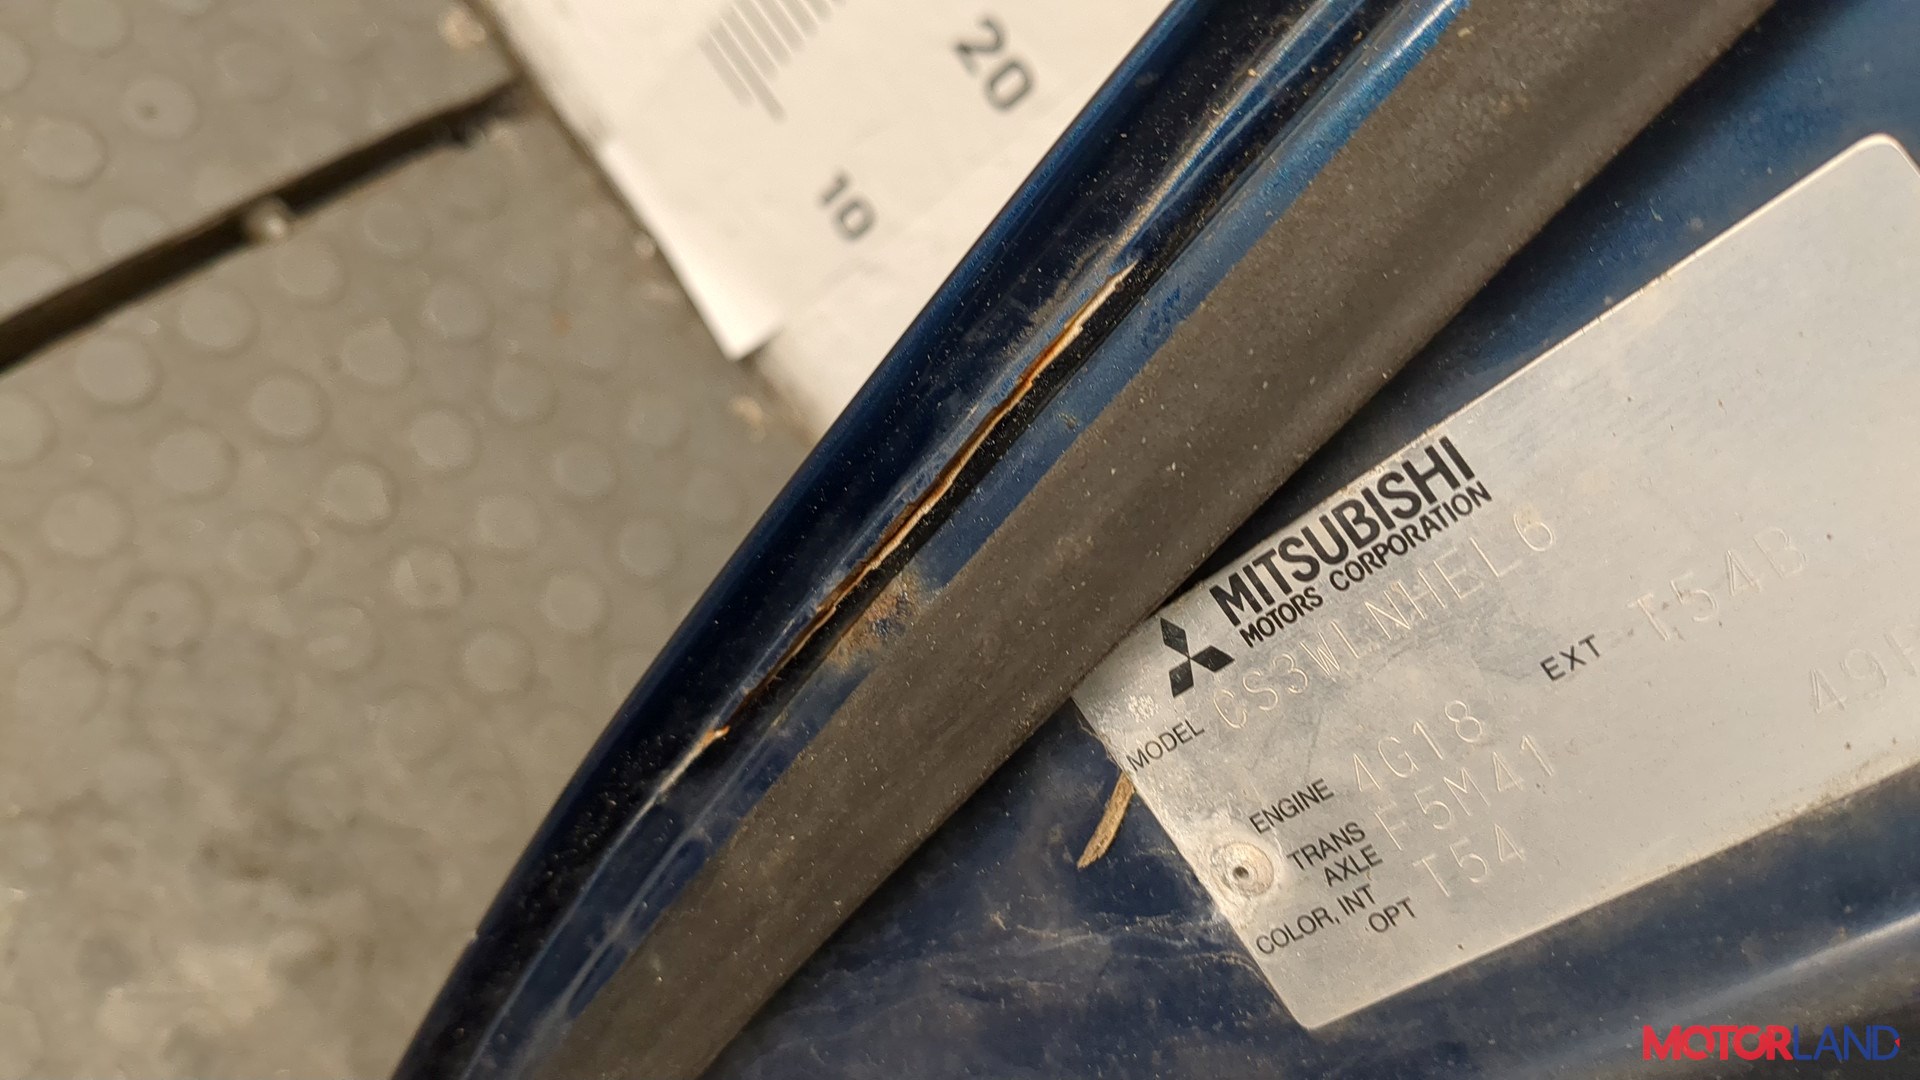 20
10
MITSUBISHI
MOTORS CORPORATION
MODEL CS3WLNHEL6
EXT T54B
ENGINE 4G18
TRANS
AXLE F5M41
COLOR, INT T54
OPT
MOTORLAND